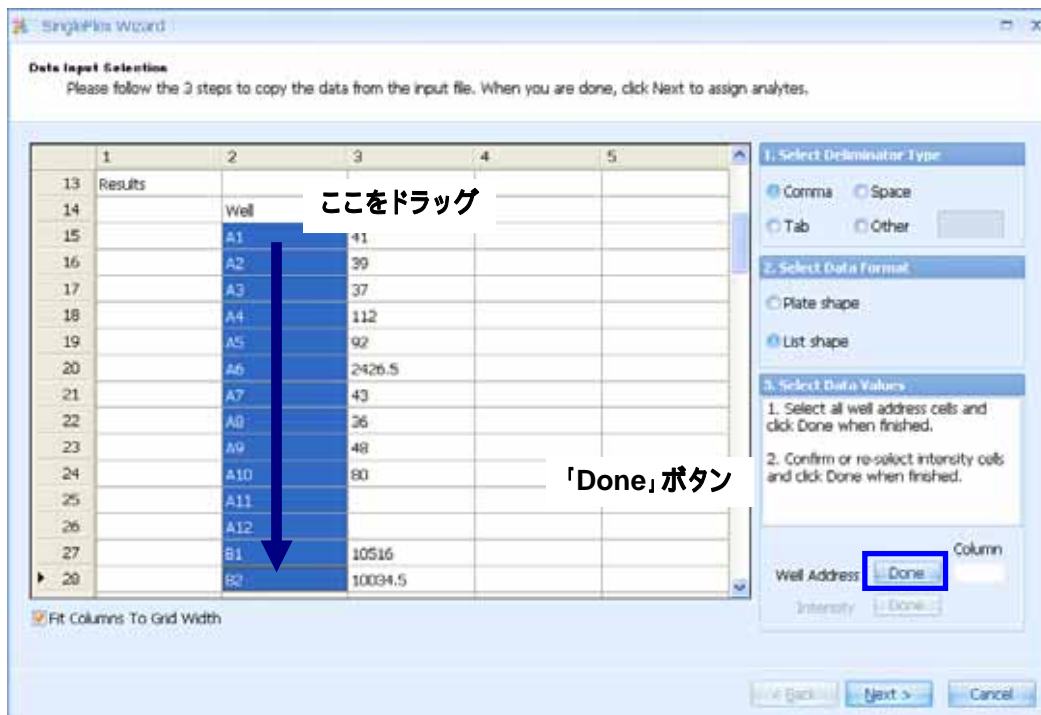 SinglePlex Wizard
Data Input Selection
Please follow the 3 steps to copy the data from the input file. When you are done, click Next to assign analytes.
1 2 3 4 5
13 Results
14 Well
ここをドラッグ
15 A1 41
16 A2 39
17 A3 37
18 A4 112
19 A5 92
20 A6 2426.5
21 A7 43
22 A8 36
23 A9 48
24 A10 80
25 A11
26 A12
27 B1 10516
28 B2 10034.5
「Done」ボタン
Fit Columns To Grid Width
1. Select Deliminator Type
Comma Space
Tab Other
2. Select Data Format
Plate shape
List shape
3. Select Data Values
1. Select all well address cells and
click Done when finished.
2. Confirm or re-select intensity cells
and click Done when finished.
Column
Well Address Done
Intensity Done
< Back Next > Cancel